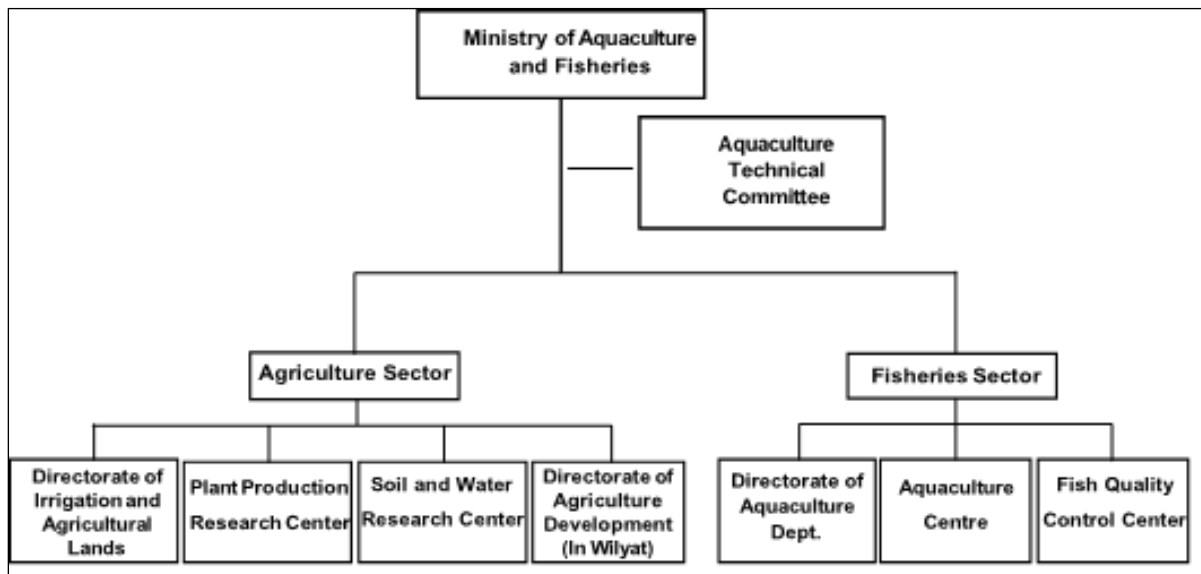 Ministry of Aquaculture
and Fisheries
Aquaculture
Technical
Committee
Agriculture Sector
Fisheries Sector
Directorate of
Irrigation and
Agricultural
Lands
Plant Production
Research Center
Soil and Water
Research Center
Directorate of
Agriculture
Development
(In Wilyat)
Directorate of
Aquaculture
Dept.
Aquaculture
Centre
Fish Quality
Control Center